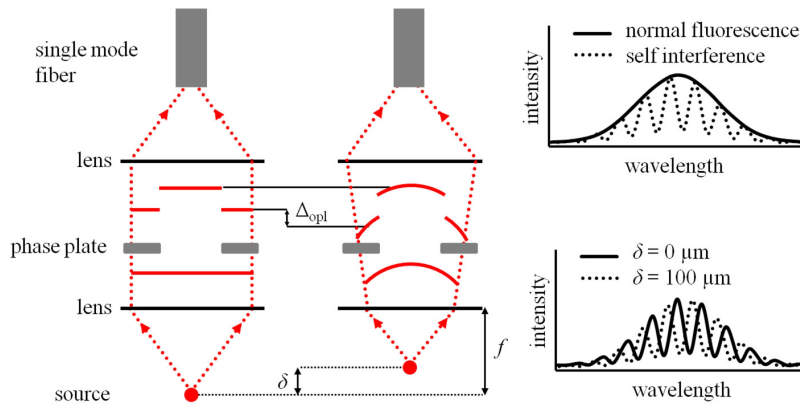 single mode
fiber
lens
Δopl
phase plate
lens
f
δ
source
normal fluorescence
self interference
intensity
wavelength
δ = 0 μm
δ = 100 μm
intensity
wavelength